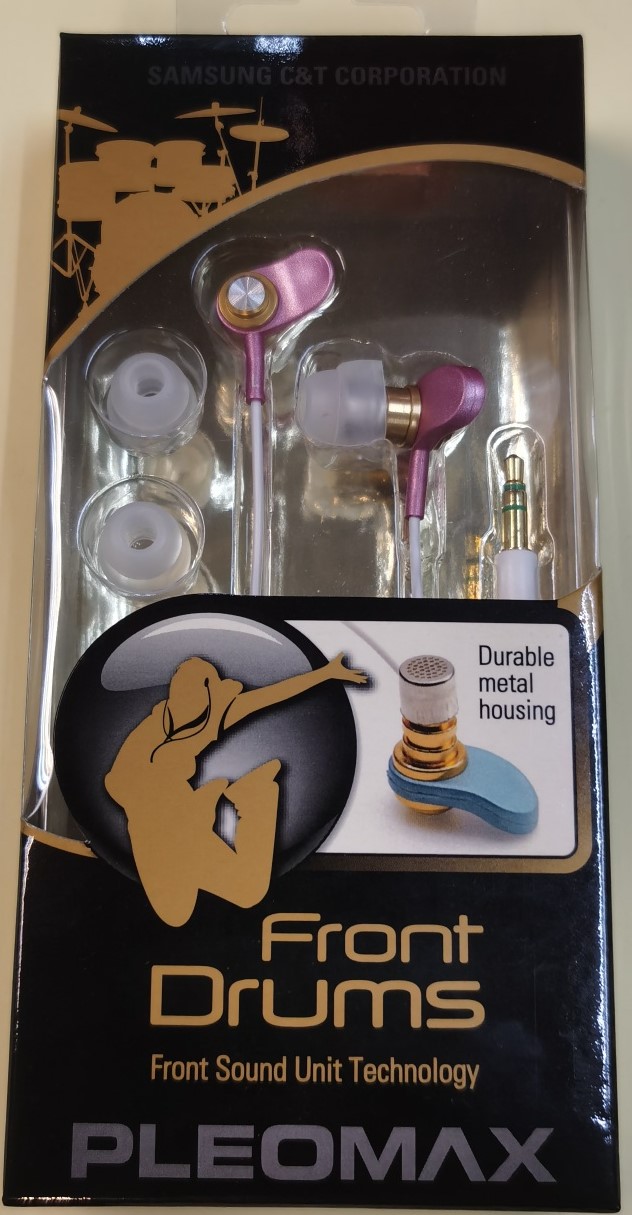 SAMSUNG C&T CORPORATION
Durable
metal
housing
Front
Drums
Front Sound Unit Technology
PLEOMAX